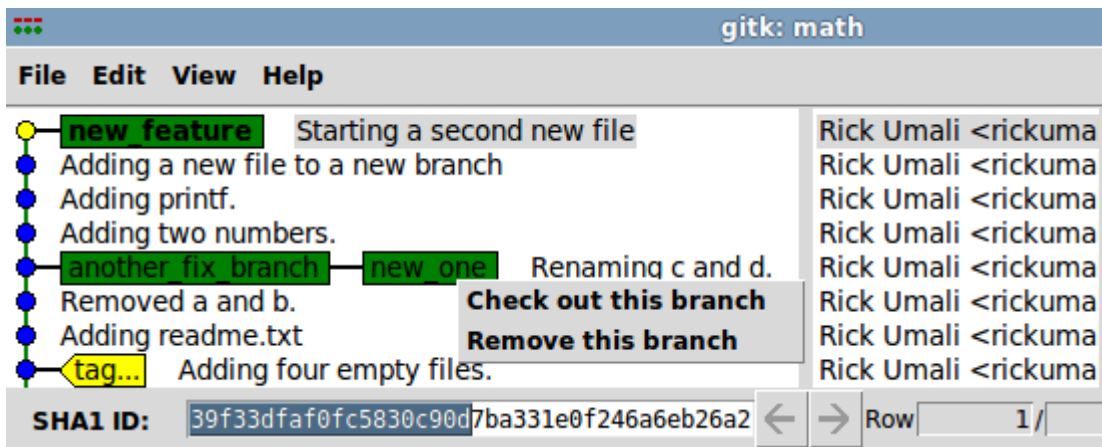 gitk: math
File Edit View Help
new_feature Starting a second new file Rick Umali <rickuma
Adding a new file to a new branch Rick Umali <rickuma
Adding printf. Rick Umali <rickuma
Adding two numbers. Rick Umali <rickuma
another_fix_branch new_one Renaming c and d. Rick Umali <rickuma
Removed a and b. Check out this branch Rick Umali <rickuma
Adding readme.txt Remove this branch Rick Umali <rickuma
tag... Adding four empty files. Rick Umali <rickuma
SHA1 ID: 39f33dfaf0fc5830c90d7ba331e0f246a6eb26a2 Row 1/